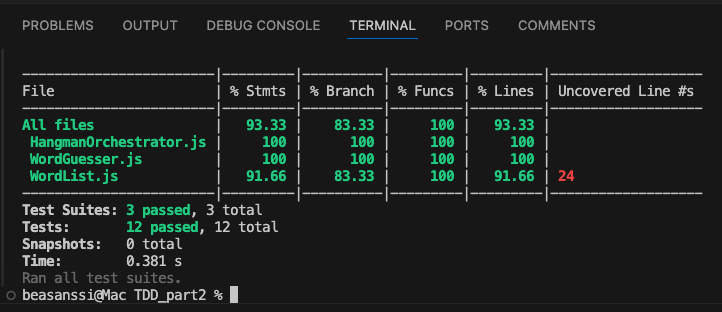 PROBLEMS OUTPUT DEBUG CONSOLE TERMINAL PORTS COMMENTS
File | % Stmts | % Branch | % Funcs | % Lines | Uncovered Line #s
All files | 93.33 | 83.33 | 100 | 93.33 |
HangmanOrchestrator.js | 100 | 100 | 100 | 100 |
WordGuesser.js | 100 | 100 | 100 | 100 |
WordList.js | 91.66 | 83.33 | 100 | 91.66 | 24
Test Suites: 3 passed, 3 total
Tests: 12 passed, 12 total
Snapshots: 0 total
Time: 0.381 s
Ran all test suites.
beasanssi@Mac TDD_part2 %